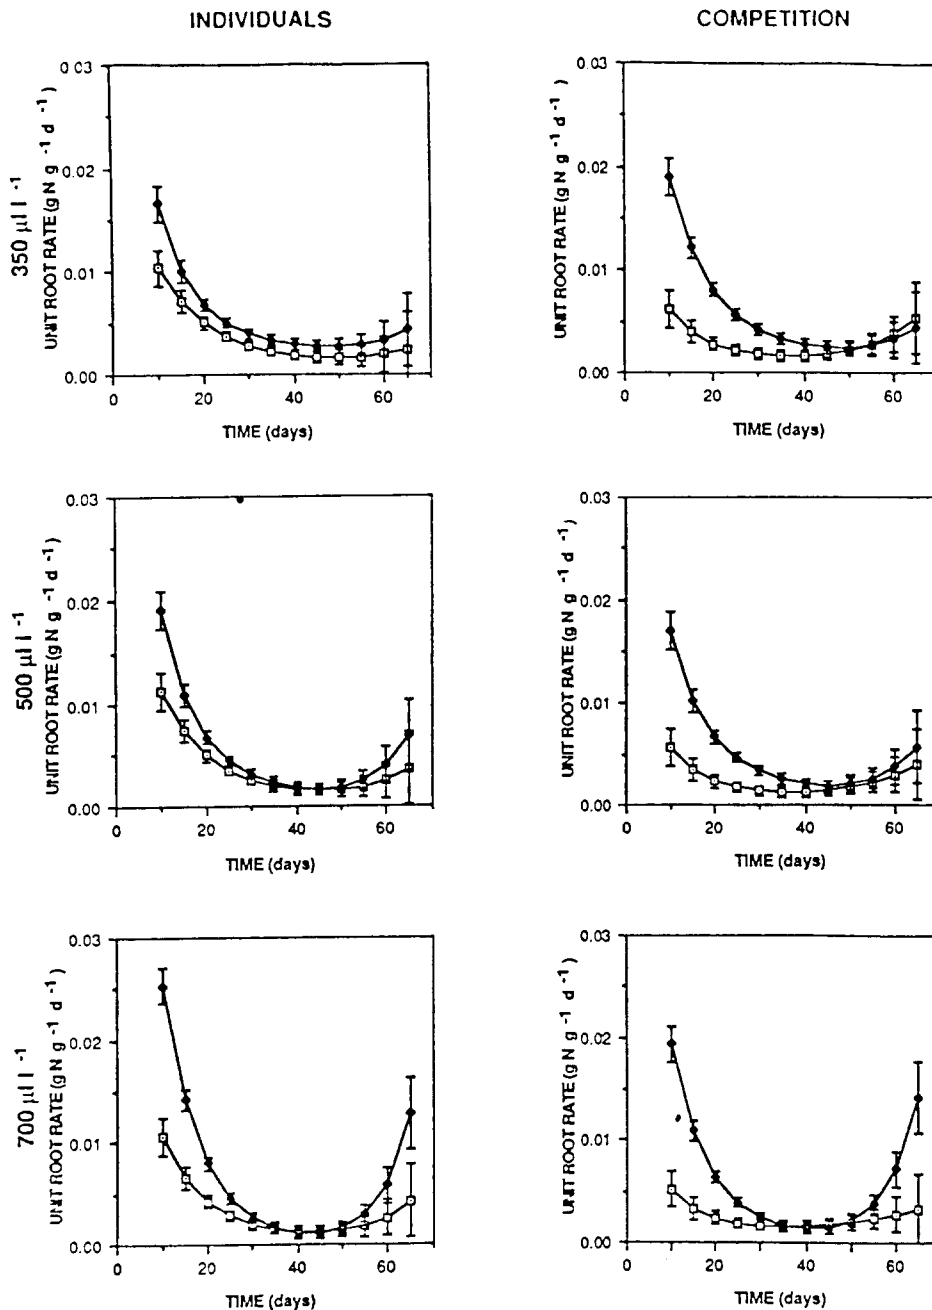 INDIVIDUALS COMPETITION
350 µl l -1
UNIT ROOT RATE (g N g -1 d -1)
0.03
0.02
0.01
0.00
0 20 40 60
TIME (days)
UNIT ROOT RATE (g N g -1 d -1)
0.03
0.02
0.01
0.00
0 20 40 60
TIME (days)
500 µl l -1
UNIT ROOT RATE (g N g -1 d -1)
0.03
0.02
0.01
0.00
0 20 40 60
TIME (days)
UNIT ROOT RATE (g N g -1 d -1)
0.03
0.02
0.01
0.00
0 20 40 60
TIME (days)
700 µl l -1
UNIT ROOT RATE (g N g -1 d -1)
0.03
0.02
0.01
0.00
0 20 40 60
TIME (days)
UNIT ROOT RATE (g N g -1 d -1)
0.03
0.02
0.01
0.00
0 20 40 60
TIME (days)